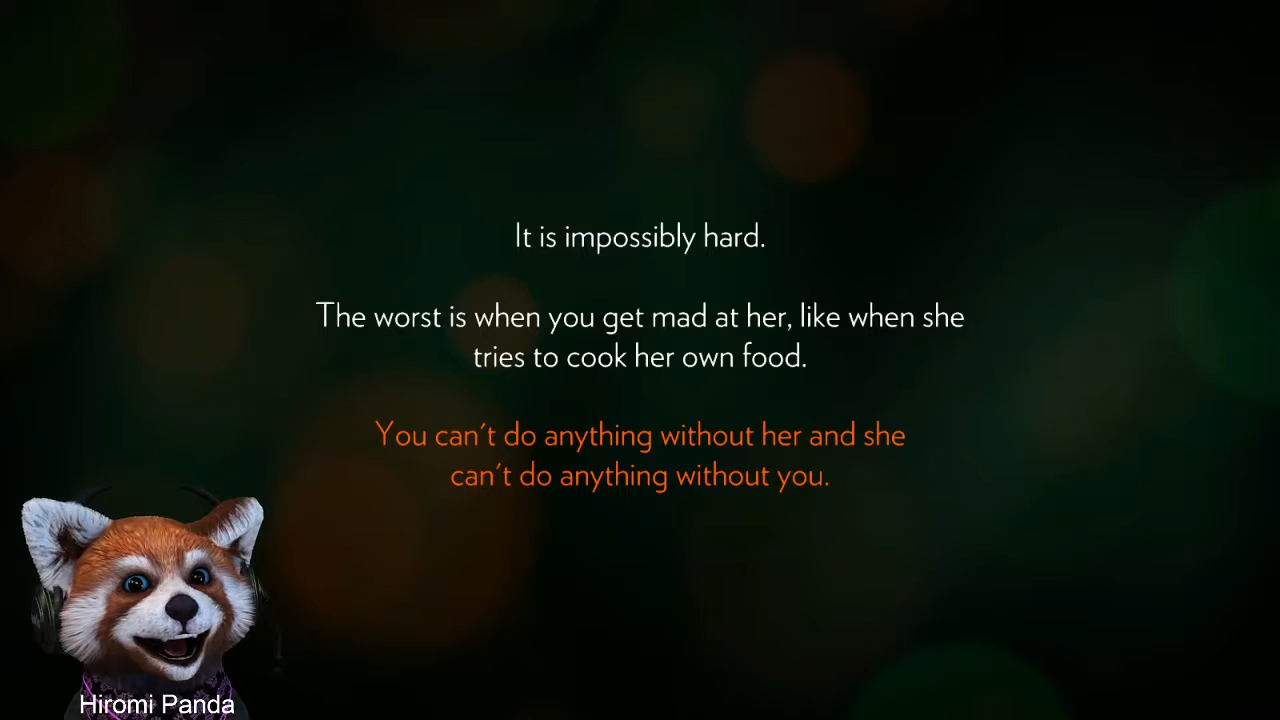 It is impossibly hard.
The worst is when you get mad at her, like when she
tries to cook her own food.
You can't do anything without her and she
can't do anything without you.
Hiromi Panda